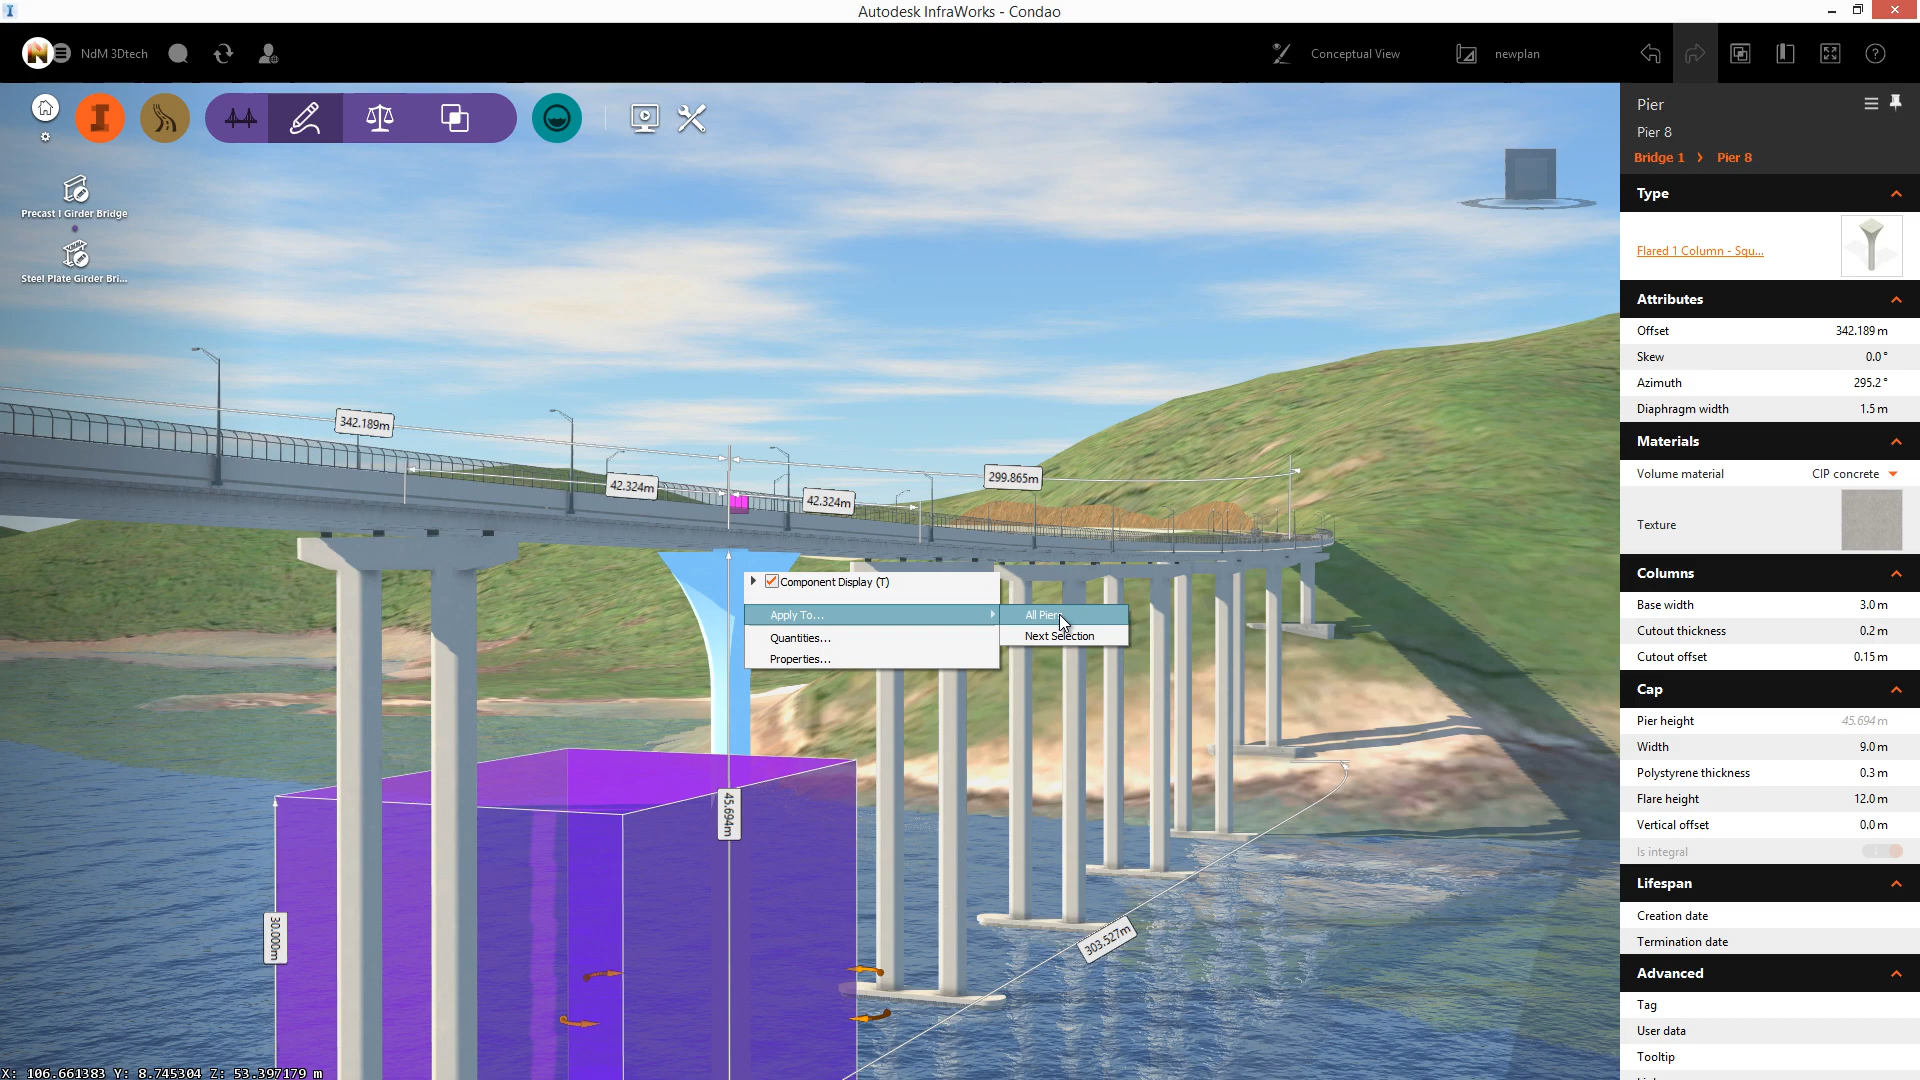 Autodesk InfraWorks - Condao
NdM 3Dtech
Conceptual View
newplan
Precast I Girder Bridge
Steel Plate Girder Bri...
342.189m
42.324m
42.324m
299.865m
Component Display (T)
Apply To...
All Pier
Next Selection
Quantities...
Properties...
45.694m
30.000m
303.527m
X: 106.661383 Y: 8.745304 Z: 53.397179 m
Pier
Pier 8
Bridge 1 > Pier 8
Type
Flared 1 Column - Squ...
Attributes
Offset 342.189 m
Skew 0.0 °
Azimuth 295.2 °
Diaphragm width 1.5 m
Materials
Volume material CIP concrete
Texture
Columns
Base width 3.0 m
Cutout thickness 0.2 m
Cutout offset 0.15 m
Cap
Pier height 45.694 m
Width 9.0 m
Polystyrene thickness 0.3 m
Flare height 12.0 m
Vertical offset 0.0 m
Is integral
Lifespan
Creation date
Termination date
Advanced
Tag
User data
Tooltip